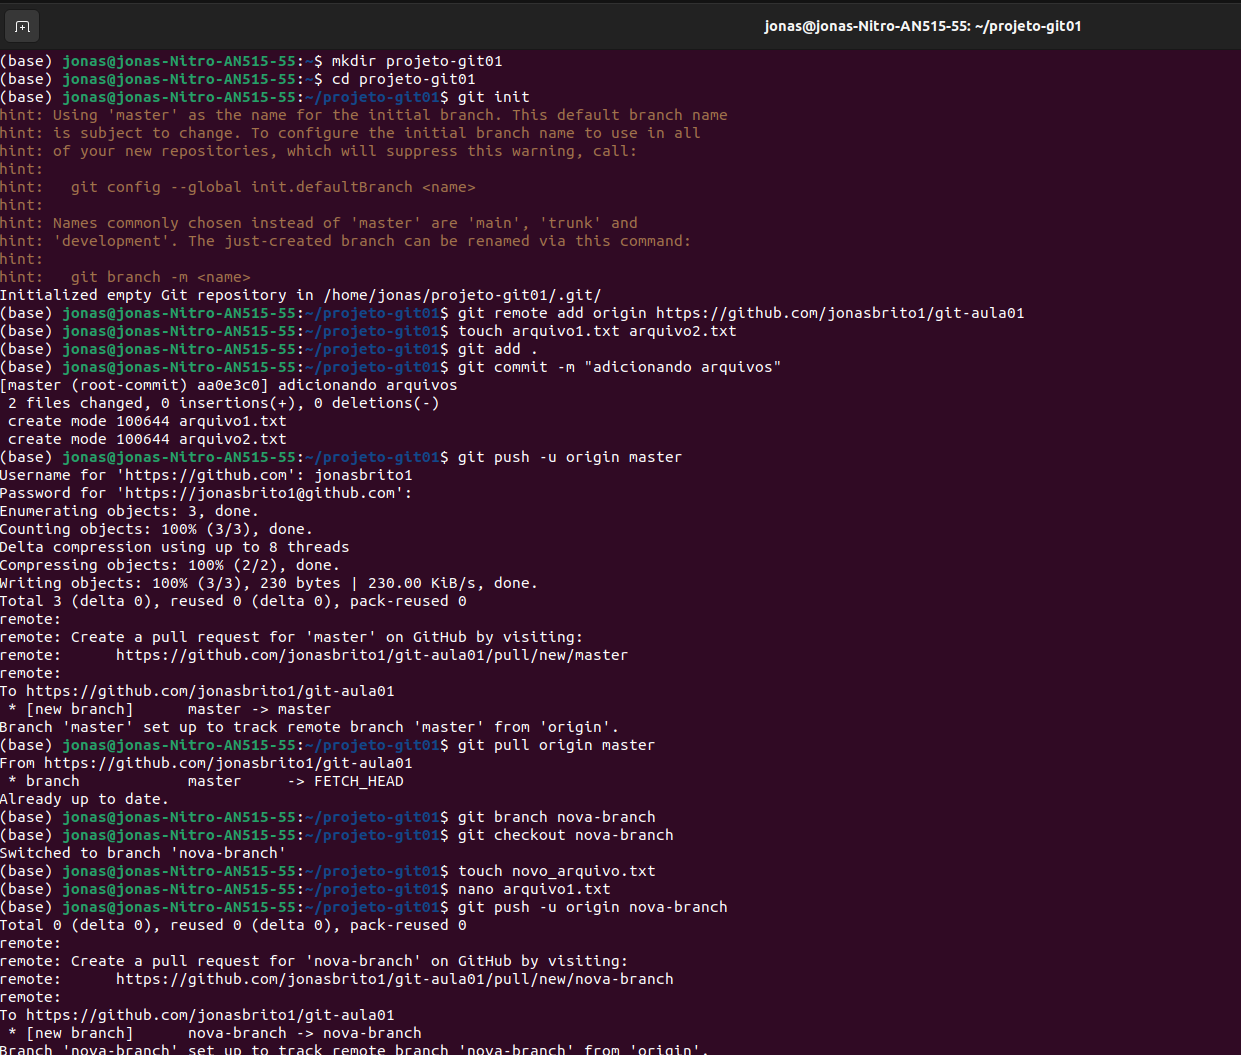 jonas@jonas-Nitro-AN515-55: ~/projeto-git01
(base) jonas@jonas-Nitro-AN515-55:~$ mkdir projeto-git01
(base) jonas@jonas-Nitro-AN515-55:~$ cd projeto-git01
(base) jonas@jonas-Nitro-AN515-55:~/projeto-git01$ git init
hint: Using 'master' as the name for the initial branch. This default branch name
hint: is subject to change. To configure the initial branch name to use in all
hint: of your new repositories, which will suppress this warning, call:
hint:
hint:   git config --global init.defaultBranch <name>
hint:
hint: Names commonly chosen instead of 'master' are 'main', 'trunk' and
hint: 'development'. The just-created branch can be renamed via this command:
hint:
hint:   git branch -m <name>
Initialized empty Git repository in /home/jonas/projeto-git01/.git/
(base) jonas@jonas-Nitro-AN515-55:~/projeto-git01$ git remote add origin https://github.com/jonasbrito1/git-aula01
(base) jonas@jonas-Nitro-AN515-55:~/projeto-git01$ touch arquivo1.txt arquivo2.txt
(base) jonas@jonas-Nitro-AN515-55:~/projeto-git01$ git add .
(base) jonas@jonas-Nitro-AN515-55:~/projeto-git01$ git commit -m "adicionando arquivos"
[master (root-commit) aa0e3c0] adicionando arquivos
 2 files changed, 0 insertions(+), 0 deletions(-)
 create mode 100644 arquivo1.txt
 create mode 100644 arquivo2.txt
(base) jonas@jonas-Nitro-AN515-55:~/projeto-git01$ git push -u origin master
Username for 'https://github.com': jonasbrito1
Password for 'https://jonasbrito1@github.com':
Enumerating objects: 3, done.
Counting objects: 100% (3/3), done.
Delta compression using up to 8 threads
Compressing objects: 100% (2/2), done.
Writing objects: 100% (3/3), 230 bytes | 230.00 KiB/s, done.
Total 3 (delta 0), reused 0 (delta 0), pack-reused 0
remote:
remote: Create a pull request for 'master' on GitHub by visiting:
remote:      https://github.com/jonasbrito1/git-aula01/pull/new/master
remote:
To https://github.com/jonasbrito1/git-aula01
 * [new branch]      master -> master
Branch 'master' set up to track remote branch 'master' from 'origin'.
(base) jonas@jonas-Nitro-AN515-55:~/projeto-git01$ git pull origin master
From https://github.com/jonasbrito1/git-aula01
 * branch            master     -> FETCH_HEAD
Already up to date.
(base) jonas@jonas-Nitro-AN515-55:~/projeto-git01$ git branch nova-branch
(base) jonas@jonas-Nitro-AN515-55:~/projeto-git01$ git checkout nova-branch
Switched to branch 'nova-branch'
(base) jonas@jonas-Nitro-AN515-55:~/projeto-git01$ touch novo_arquivo.txt
(base) jonas@jonas-Nitro-AN515-55:~/projeto-git01$ nano arquivo1.txt
(base) jonas@jonas-Nitro-AN515-55:~/projeto-git01$ git push -u origin nova-branch
Total 0 (delta 0), reused 0 (delta 0), pack-reused 0
remote:
remote: Create a pull request for 'nova-branch' on GitHub by visiting:
remote:      https://github.com/jonasbrito1/git-aula01/pull/new/nova-branch
remote:
To https://github.com/jonasbrito1/git-aula01
 * [new branch]      nova-branch -> nova-branch
Branch 'nova-branch' set up to track remote branch 'nova-branch' from 'origin'.